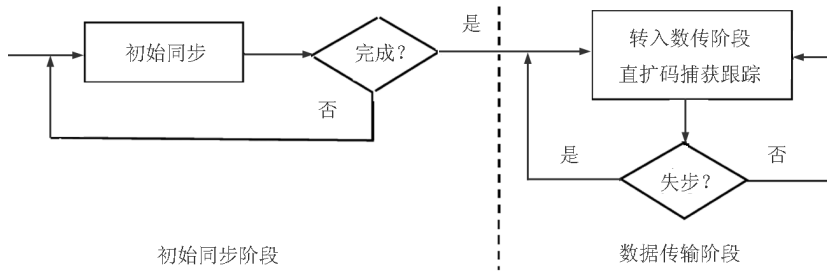 初始同步
完成？
是
否
转入数传阶段
直扩码捕获跟踪
是
失步？
否
初始同步阶段
数据传输阶段